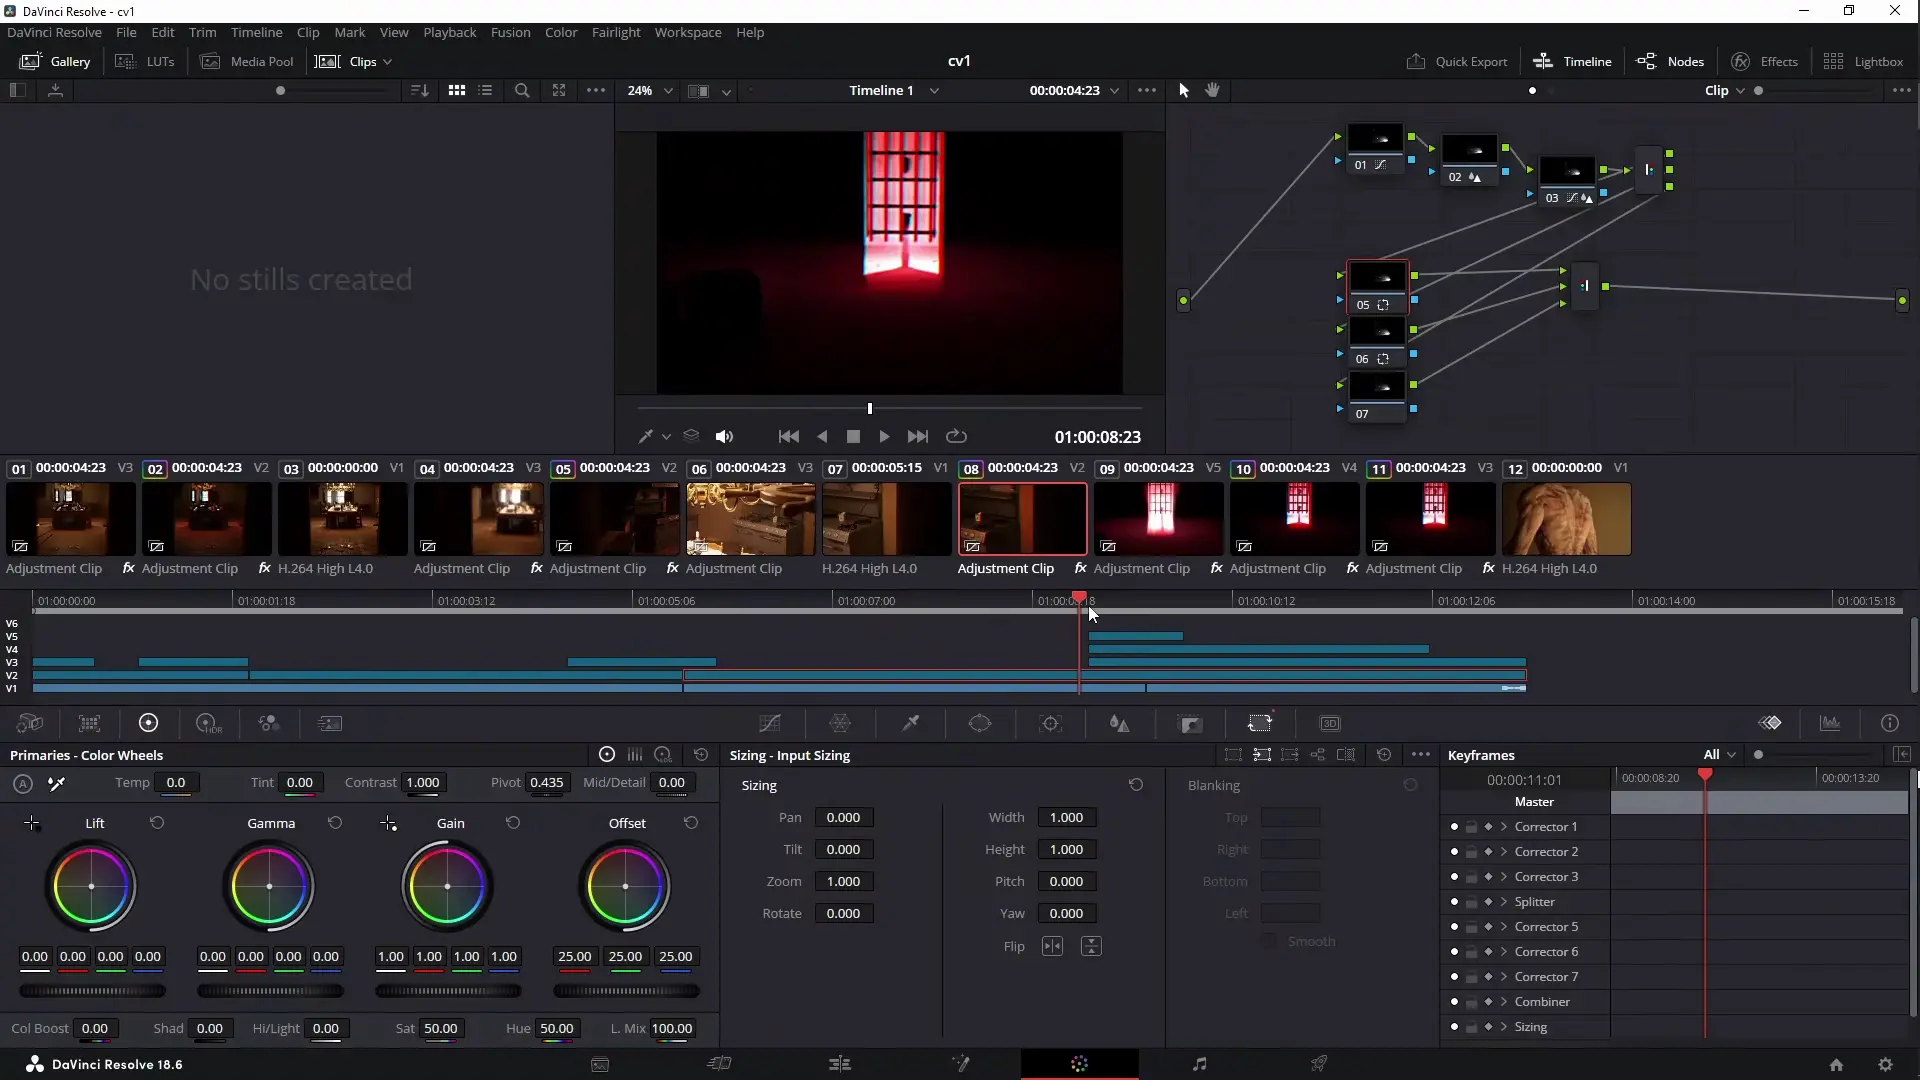 DaVinci Resolve - cv1
DaVinci Resolve File Edit Trim Timeline Clip Mark View Playback Fusion Color Fairlight Workspace Help
Gallery LUTs Media Pool Clips cv1 Quick Export Timeline Nodes Effects Lightbox
24% Timeline 1 00:00:04:23 Clip
No stills created
01 02 03
05
06
07
01:00:08:23
01 00:00:04:23 V3 02 00:00:04:23 V2 03 00:00:00:00 V1 04 00:00:04:23 V3 05 00:00:04:23 V2 06 00:00:04:23 V3 07 00:00:05:15 V1 08 00:00:04:23 V2 09 00:00:04:23 V5 10 00:00:04:23 V4 11 00:00:04:23 V3 12 00:00:00:00 V1
Adjustment Clip fx Adjustment Clip fx H.264 High L4.0 Adjustment Clip fx Adjustment Clip fx Adjustment Clip H.264 High L4.0 Adjustment Clip fx Adjustment Clip fx Adjustment Clip fx Adjustment Clip fx H.264 High L4.0
01:00:00:00 01:00:01:18 01:00:03:12 01:00:05:06 01:00:07:00 01:00:10:12 01:00:12:06 01:00:14:00 01:00:15:18
V6
V5
V4
V3
V2
V1
HDR 3D
Primaries - Color Wheels Sizing - Input Sizing Keyframes All
A Temp 0.0 Tint 0.00 Contrast 1.000 Pivot 0.435 Mid/Detail 0.00 Sizing Blanking 00:00:11:01 00:00:08:20 00:00:13:20
Master
Lift Gamma Gain Offset Pan 0.000 Width 1.000 Top Corrector 1
Tilt 0.000 Height 1.000 Right Corrector 2
Zoom 1.000 Pitch 0.000 Bottom Corrector 3
Splitter
Rotate 0.000 Yaw 0.000 Left Corrector 5
Flip Smooth Corrector 6
0.00 0.00 0.00 0.00 0.00 0.00 0.00 0.00 1.00 1.00 1.00 1.00 25.00 25.00 25.00 Corrector 7
Combiner
Col Boost 0.00 Shad 0.00 Hi/Light 0.00 Sat 50.00 Hue 50.00 L. Mix 100.00 Sizing
DaVinci Resolve 18.6